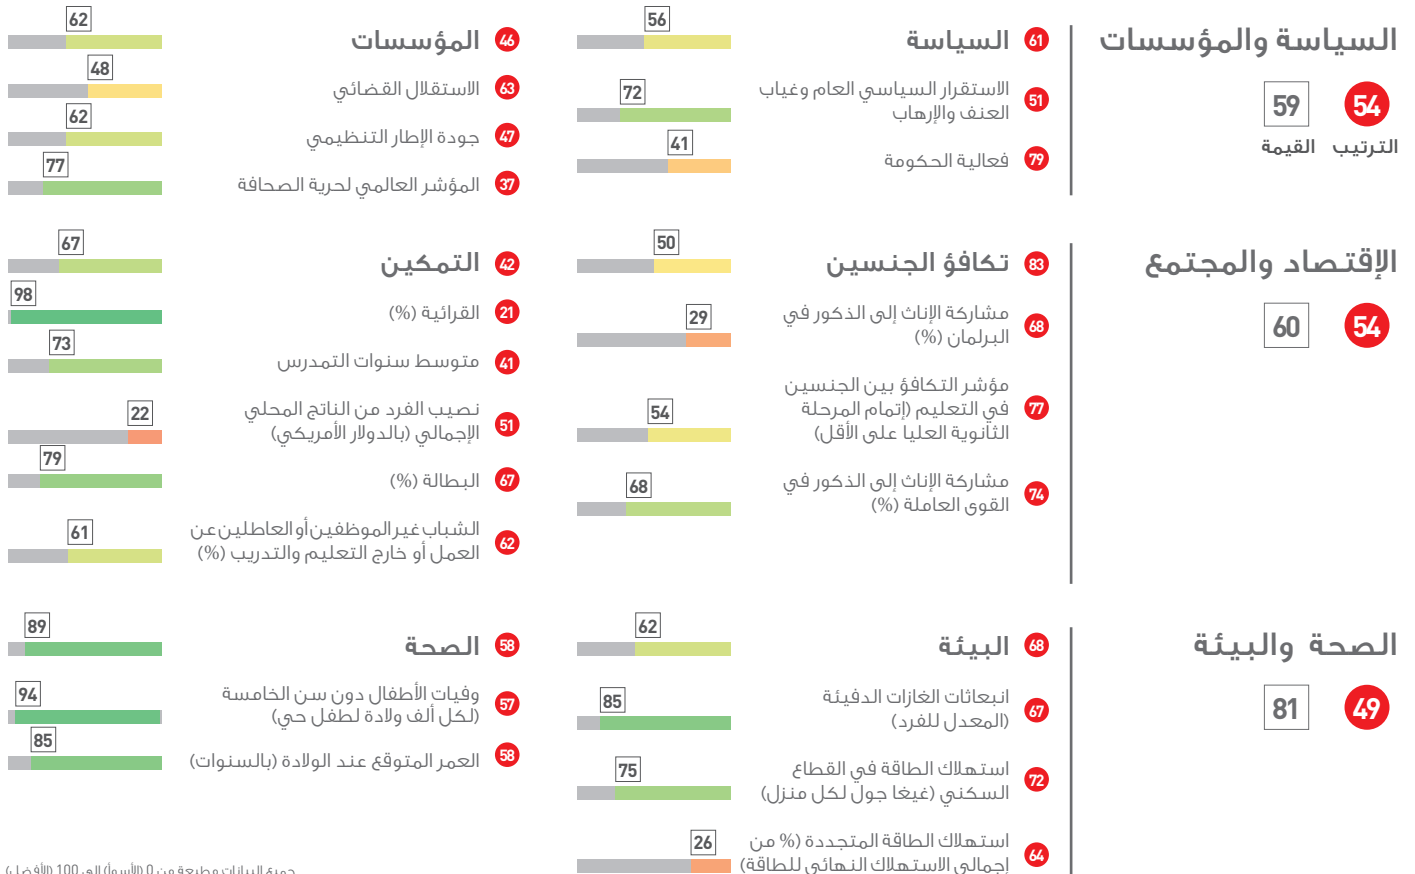 السياسة والمؤسسات
54 59
الترتيب القيمة
61 السياسة 56
51 الاستقرار السياسي العام وغياب
العنف والإرهاب 72
79 فعالية الحكومة 41
46 المؤسسات 62
63 الاستقلال القضائي 48
47 جودة الإطار التنظيمي 62
37 المؤشر العالمي لحرية الصحافة 77
الإقتصاد والمجتمع
54 60
83 تكافؤ الجنسين 50
68 مشاركة الإناث إلى الذكور في
البرلمان (%) 29
مؤشر التكافؤ بين الجنسين
77 في التعليم (إتمام المرحلة 54
الثانوية العليا على الأقل)
74 مشاركة الإناث إلى الذكور في
القوى العاملة (%) 68
42 التمكين 67
21 القرائية (%) 98
41 متوسط سنوات التمدرس 73
51 نصيب الفرد من الناتج المحلي
الإجمالي (بالدولار الأمريكي) 22
67 البطالة (%) 79
62 الشباب غير الموظفين أو العاطلين عن
العمل أو خارج التعليم والتدريب (%) 61
الصحة والبيئة
49 81
68 البيئة 62
67 انبعاثات الغازات الدفيئة
(المعدل للفرد) 85
72 استهلاك الطاقة في القطاع
السكني (غيغا جول لكل منزل) 75
64 استهلاك الطاقة المتجددة (% من
إجمالي الاستهلاك النهائي للطاقة) 26
58 الصحة 89
57 وفيات الأطفال دون سن الخامسة
(لكل ألف ولادة لطفل حي) 94
58 العمر المتوقع عند الولادة (بالسنوات) 85
جميع البيانات مطبعة من 0 (الأسوأ) إلى 100 (الأفضل)